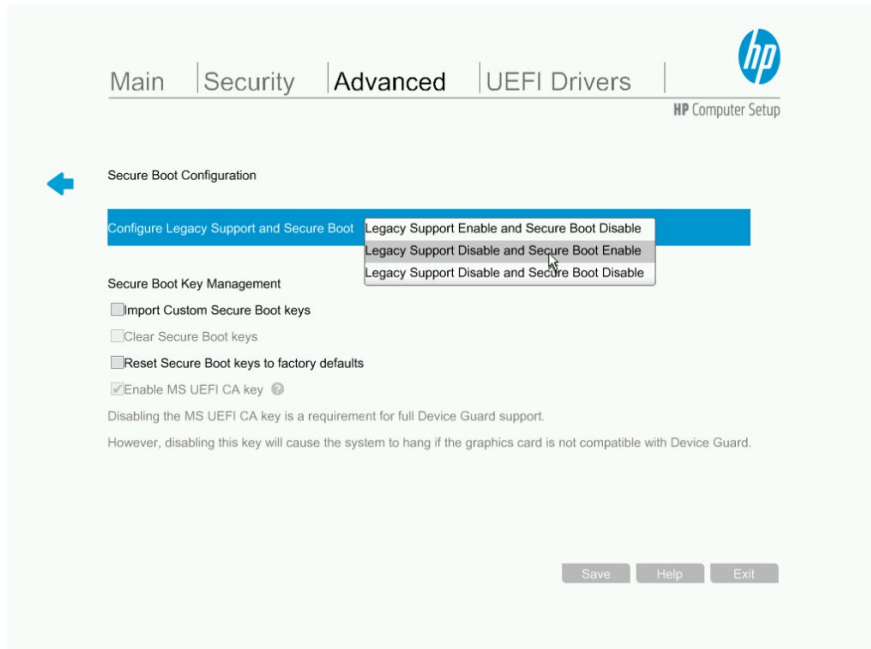 hp
Main Security Advanced UEFI Drivers
HP Computer Setup
Secure Boot Configuration
Configure Legacy Support and Secure Boot Legacy Support Enable and Secure Boot Disable
Legacy Support Disable and Secure Boot Enable
Legacy Support Disable and Secure Boot Disable
Secure Boot Key Management
Import Custom Secure Boot keys
Clear Secure Boot keys
Reset Secure Boot keys to factory defaults
Enable MS UEFI CA key ?
Disabling the MS UEFI CA key is a requirement for full Device Guard support.
However, disabling this key will cause the system to hang if the graphics card is not compatible with Device Guard.
Save Help Exit